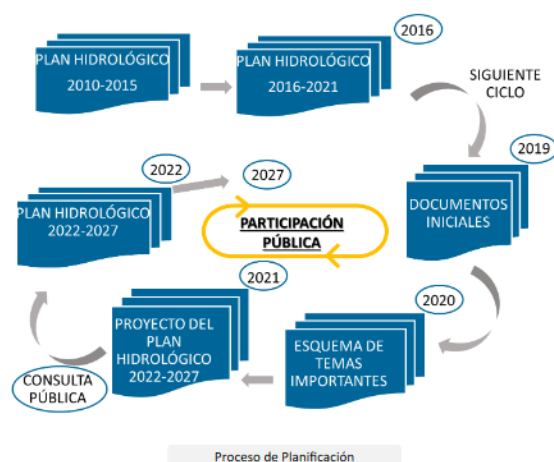 PLAN HIDROLÓGICO
2010-2015
PLAN HIDROLÓGICO
2016-2021
2016
SIGUIENTE
CICLO
2019
DOCUMENTOS
INICIALES
2020
ESQUEMA DE
TEMAS
IMPORTANTES
2021
PROYECTO DEL
PLAN
HIDROLÓGICO
2022-2027
CONSULTA
PÚBLICA
2022
PLAN HIDROLÓGICO
2022-2027
2027
PARTICIPACIÓN
PÚBLICA
Proceso de Planificación